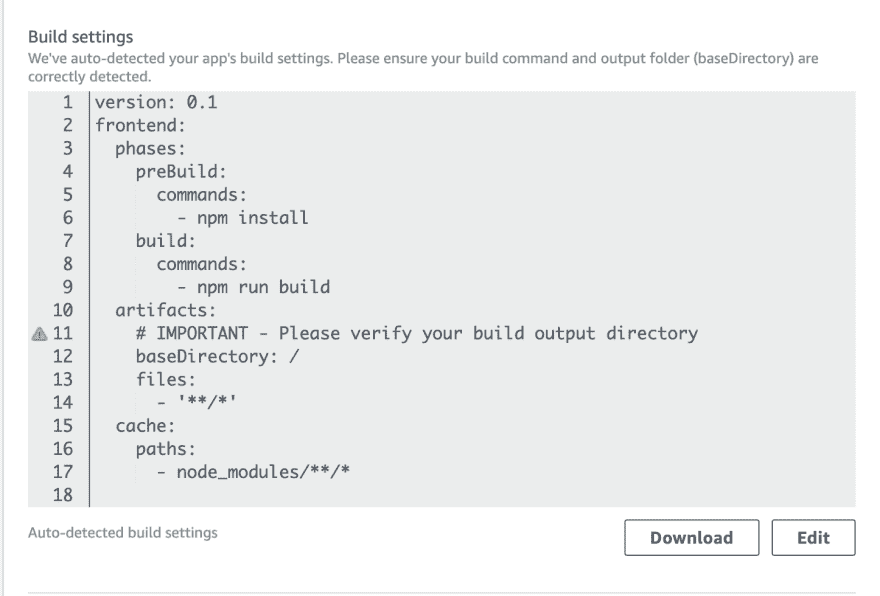 Build settings
We've auto-detected your app's build settings. Please ensure your build command and output folder (baseDirectory) are
correctly detected.
1 version: 0.1
2 frontend:
3   phases:
4     preBuild:
5       commands:
6         - npm install
7     build:
8       commands:
9         - npm run build
10   artifacts:
11     # IMPORTANT - Please verify your build output directory
12     baseDirectory: /
13     files:
14       - '**/*'
15   cache:
16     paths:
17       - node_modules/**/*
18
Auto-detected build settings
Download Edit